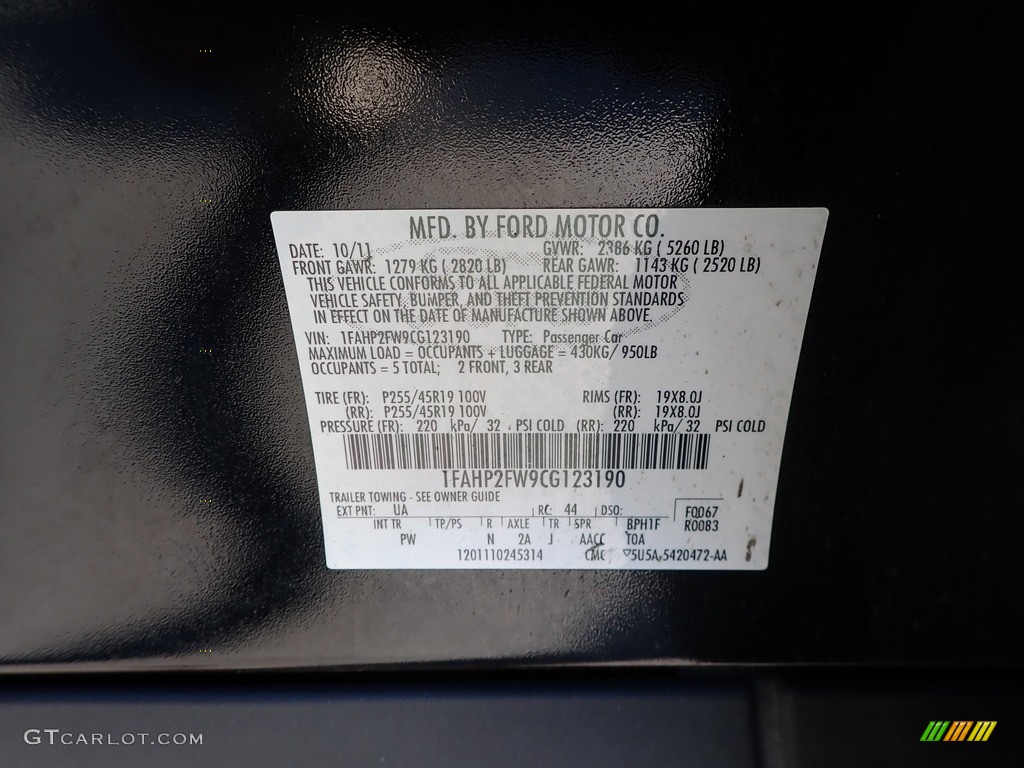 MFD. BY FORD MOTOR CO.
DATE: 10/11 GVWR: 2386 KG ( 5260 LB)
FRONT GAWR: 1279 KG ( 2820 LB) REAR GAWR: 1143 KG ( 2520 LB)
THIS VEHICLE CONFORMS TO ALL APPLICABLE FEDERAL MOTOR
VEHICLE SAFETY, BUMPER, AND THEFT PREVENTION STANDARDS
IN EFFECT ON THE DATE OF MANUFACTURE SHOWN ABOVE.
VIN: 1FAHP2FW9CG123190 TYPE: Passenger Car
MAXIMUM LOAD = OCCUPANTS + LUGGAGE = 430KG/ 950LB
OCCUPANTS = 5 TOTAL; 2 FRONT, 3 REAR
TIRE (FR): P255/45R19 100V RIMS (FR): 19X8.0J
(RR): P255/45R19 100V (RR): 19X8.0J
PRESSURE (FR): 220 kPa/ 32 PSI COLD (RR): 220 kPa/ 32 PSI COLD
1FAHP2FW9CG123190
TRAILER TOWING - SEE OWNER GUIDE
EXT PNT: UA RC: 44 DSO: F0067
INT TR TP/PS R AXLE TR SPR BPH1F R0083
PW N 2A J AACC TOA
1201110245314 CMC ▽5U5A-5420472-AA
GTCARLOT.COM